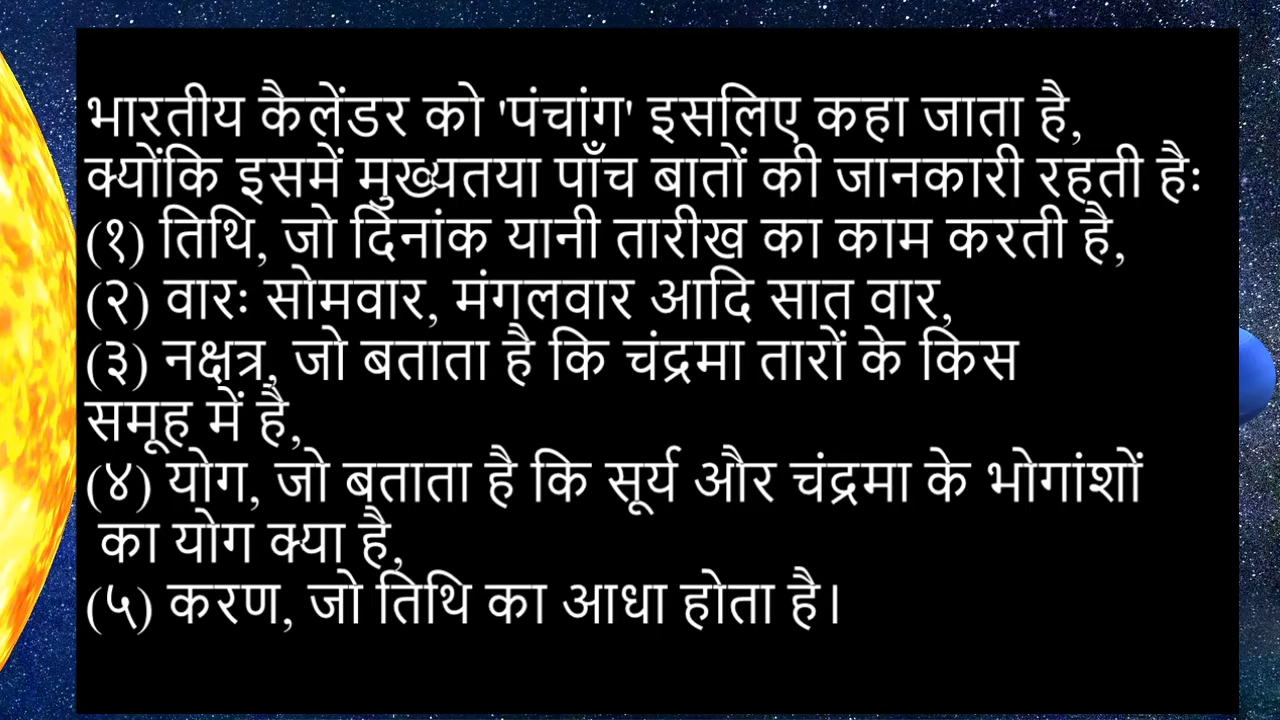 भारतीय कैलेंडर को 'पंचांग' इसलिए कहा जाता है,
क्योंकि इसमें मुख्यतया पाँच बातों की जानकारी रहती हैः
(१) तिथि, जो दिनांक यानी तारीख का काम करती है,
(२) वारः सोमवार, मंगलवार आदि सात वार,
(३) नक्षत्र, जो बताता है कि चंद्रमा तारों के किस
समूह में है,
(४) योग, जो बताता है कि सूर्य और चंद्रमा के भोगांशों
का योग क्या है,
(५) करण, जो तिथि का आधा होता है।